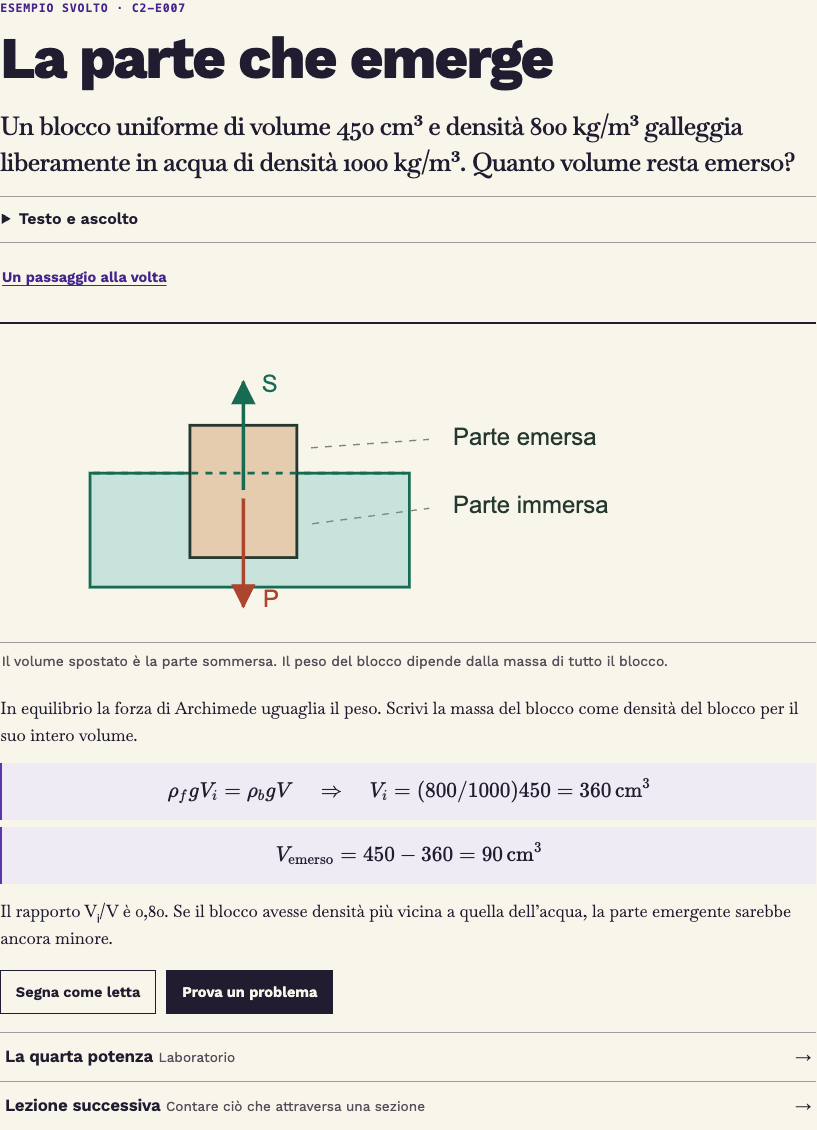 ESEMPIO SVOLTO · C2-E007
La parte che emerge
Un blocco uniforme di volume 450 cm³ e densità 800 kg/m³ galleggia
liberamente in acqua di densità 1000 kg/m³. Quanto volume resta emerso?
▶ Testo e ascolto
Un passaggio alla volta
S
Parte emersa
Parte immersa
P
Il volume spostato è la parte sommersa. Il peso del blocco dipende dalla massa di tutto il blocco.
In equilibrio la forza di Archimede uguaglia il peso. Scrivi la massa del blocco come densità del blocco per il
suo intero volume.
ρ_f g V_i = ρ_b g V ⇒ V_i = (800/1000)450 = 360 cm³
V_emerso = 450 − 360 = 90 cm³
Il rapporto V_i/V è 0,80. Se il blocco avesse densità più vicina a quella dell’acqua, la parte emergente sarebbe
ancora minore.
Segna come letta Prova un problema
La quarta potenza Laboratorio →
Lezione successiva Contare ciò che attraversa una sezione →